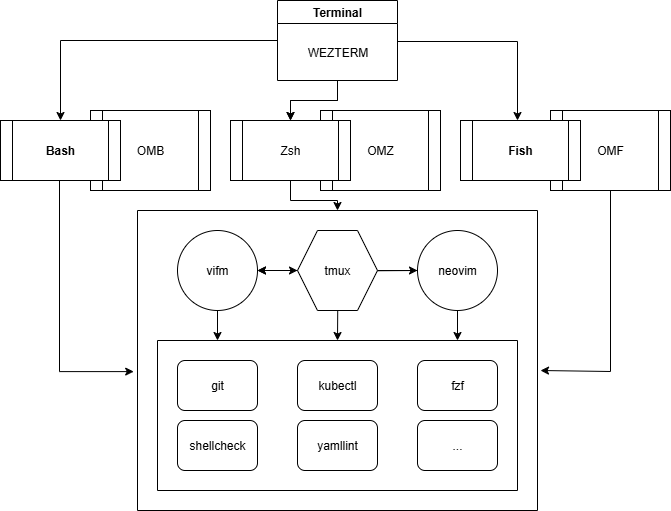 Terminal
WEZTERM
Bash
OMB
Zsh
OMZ
Fish
OMF
vifm
tmux
neovim
git
kubectl
fzf
shellcheck
yamllint
...